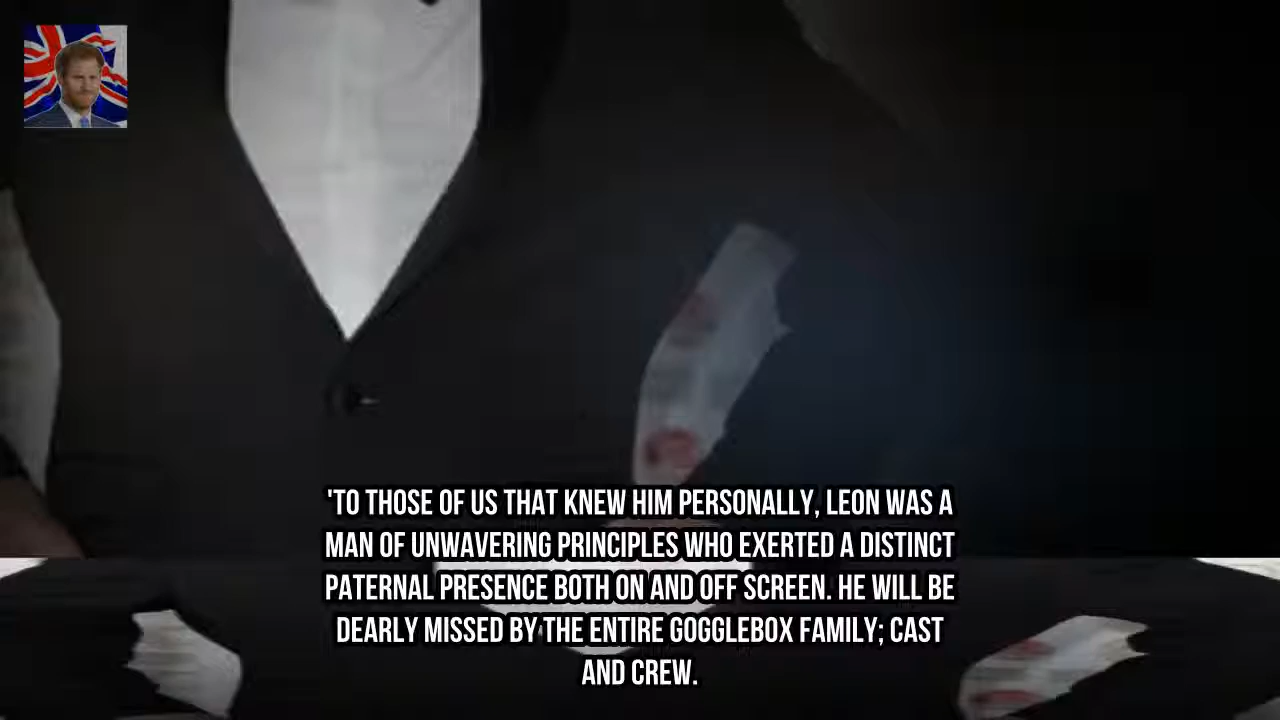 'TO THOSE OF US THAT KNEW HIM PERSONALLY, LEON WAS A
MAN OF UNWAVERING PRINCIPLES WHO EXERTED A DISTINCT
PATERNAL PRESENCE BOTH ON AND OFF SCREEN. HE WILL BE
DEARLY MISSED BY THE ENTIRE GOGGLEBOX FAMILY; CAST
AND CREW.